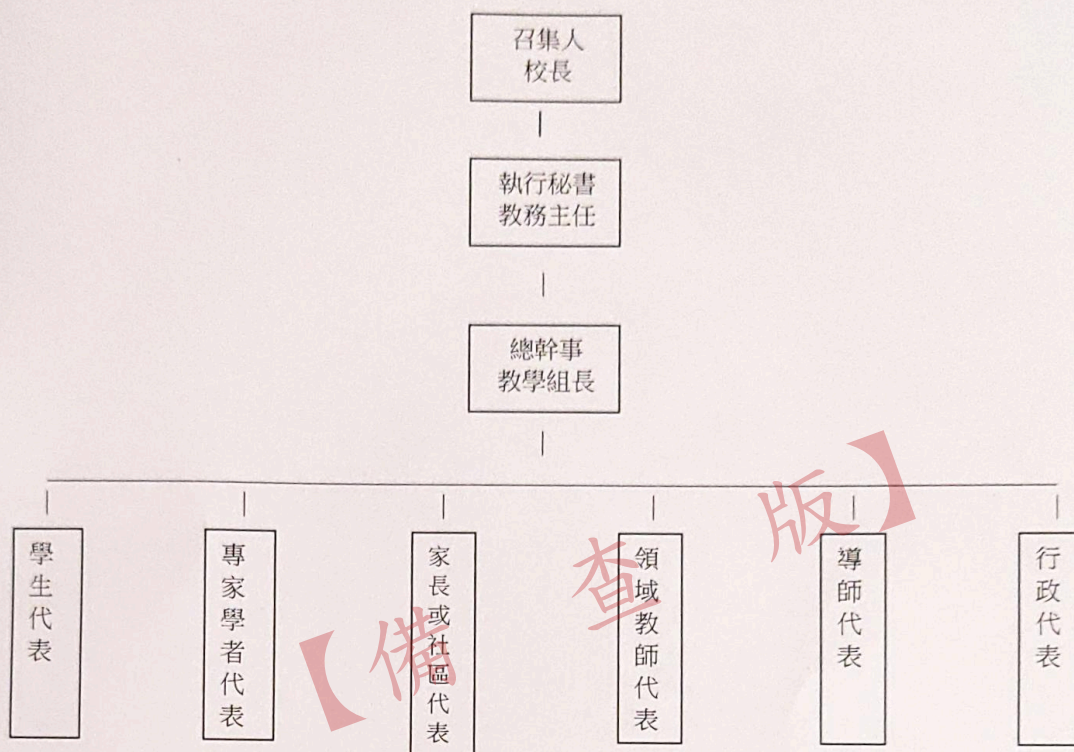 召集人
校長
執行秘書
教務主任
總幹事
教學組長
學生代表
專家學者代表
家長或社區代表
領域教師代表
導師代表
行政代表
【備查版】